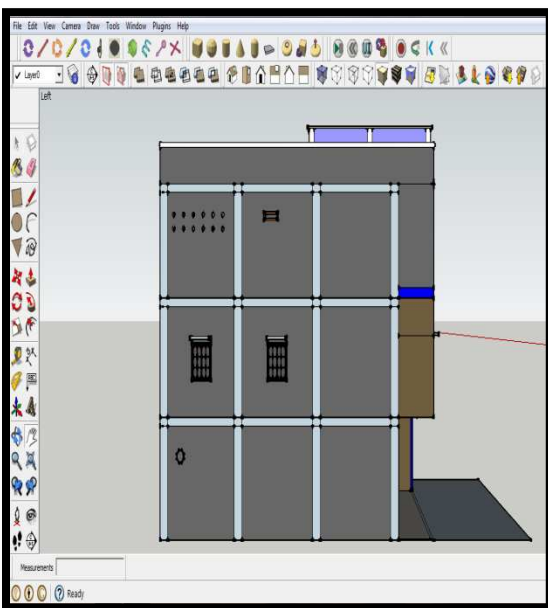 File Edit View Camera Draw Tools Window Plugins Help
Layer0
Left
Measurements
Ready